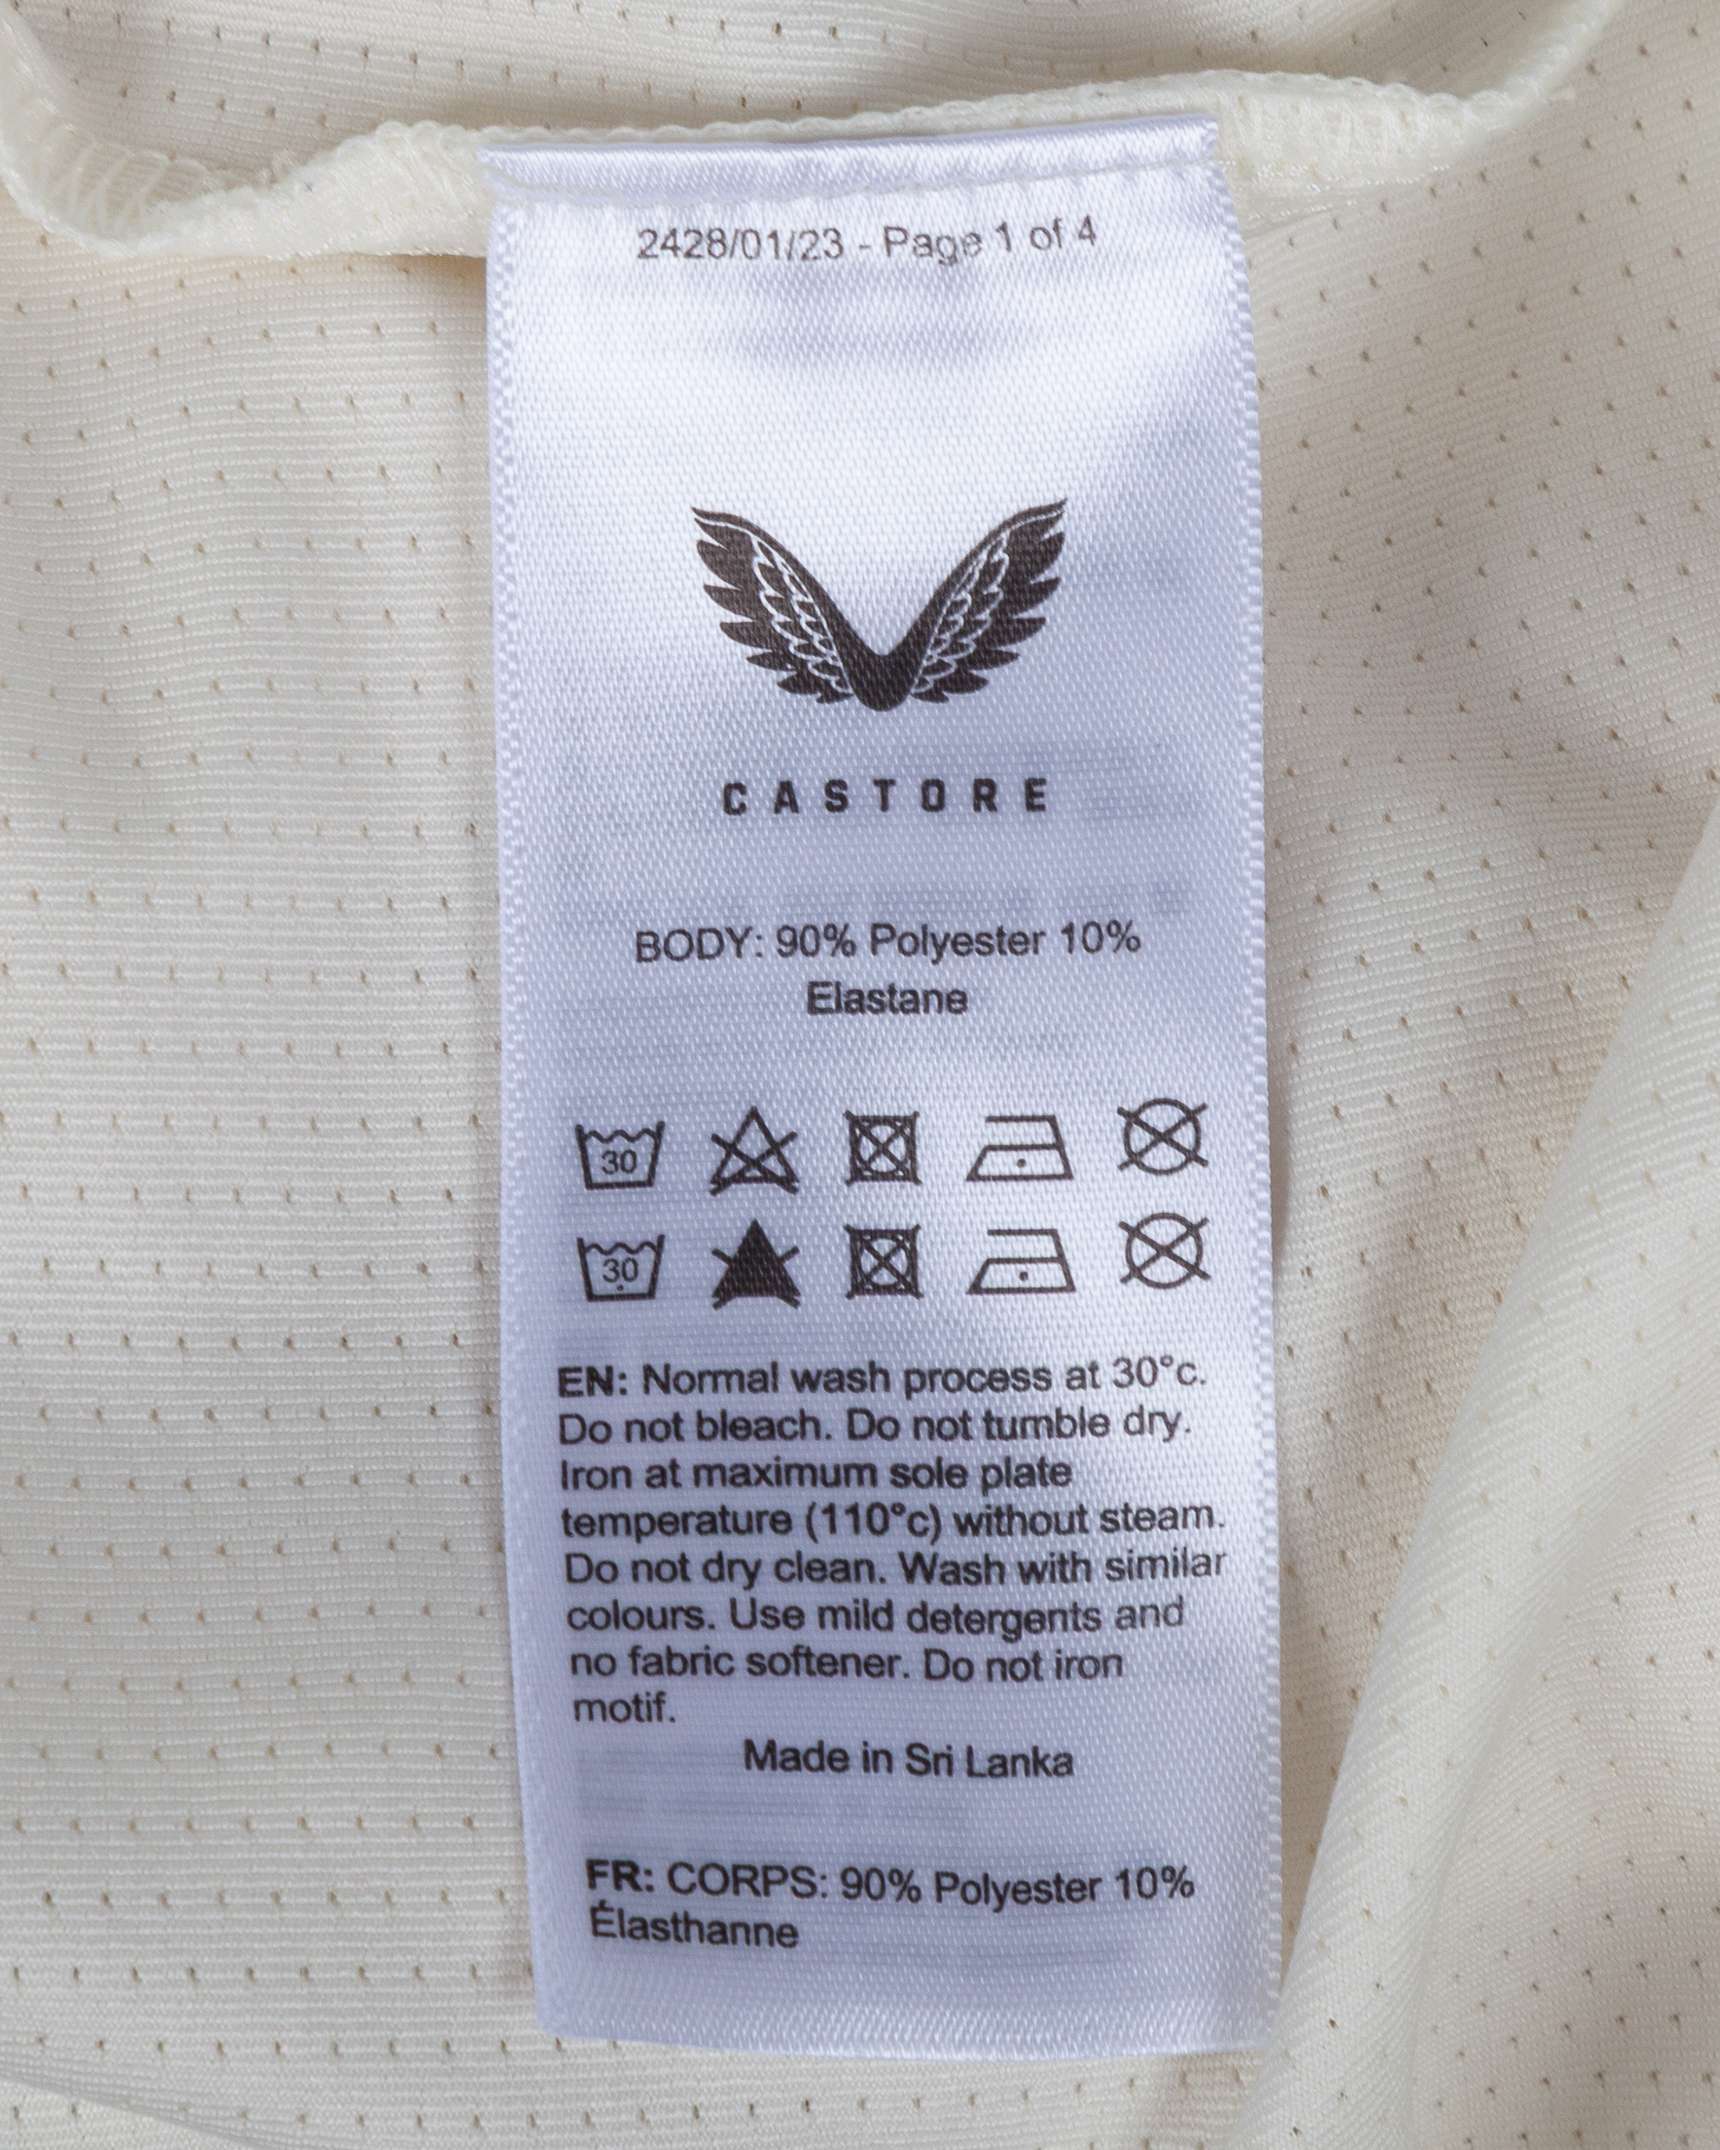 2428/01/23 - Page 1 of 4
CASTORE
BODY: 90% Polyester 10%
Elastane
30
30
EN: Normal wash process at 30°c.
Do not bleach. Do not tumble dry.
Iron at maximum sole plate
temperature (110°c) without steam.
Do not dry clean. Wash with similar
colours. Use mild detergents and
no fabric softener. Do not iron
motif.
Made in Sri Lanka
FR: CORPS: 90% Polyester 10%
Élasthanne